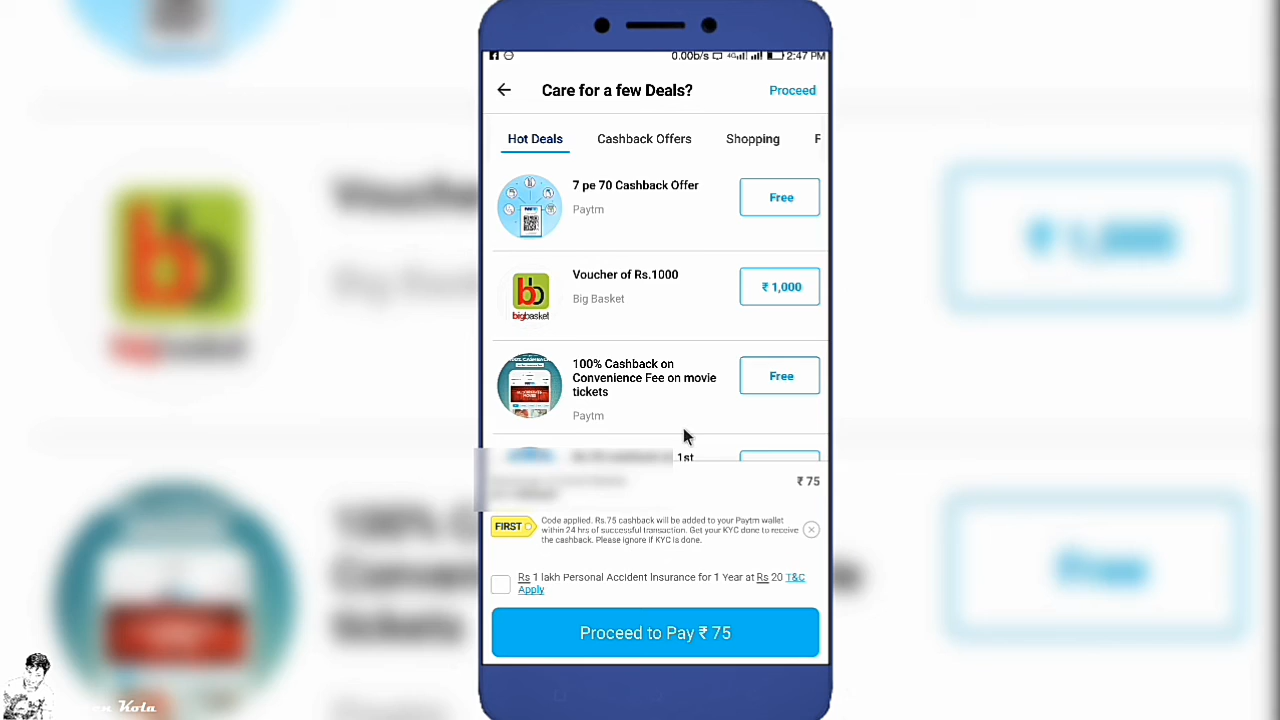 0.00b/s 4G 2:47 PM
Care for a few Deals?
Proceed
Hot Deals
Cashback Offers
Shopping
F
7 pe 70 Cashback Offer
Paytm
Free
Voucher of Rs.1000
Big Basket
₹ 1,000
bb
bigbasket
100% Cashback on
Convenience Fee on movie
tickets
Paytm
Free
1st
₹ 75
FIRST
Code applied. Rs.75 cashback will be added to your Paytm wallet
within 24 hrs of successful transaction. Get your KYC done to receive
the cashback. Please ignore if KYC is done.
Rs 1 lakh Personal Accident Insurance for 1 Year at Rs 20 T&C
Apply
Proceed to Pay ₹ 75
Kola